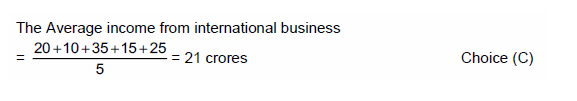 The Average income from international business
= 20+10+35+15+25 / 5 = 21 crores Choice (C)